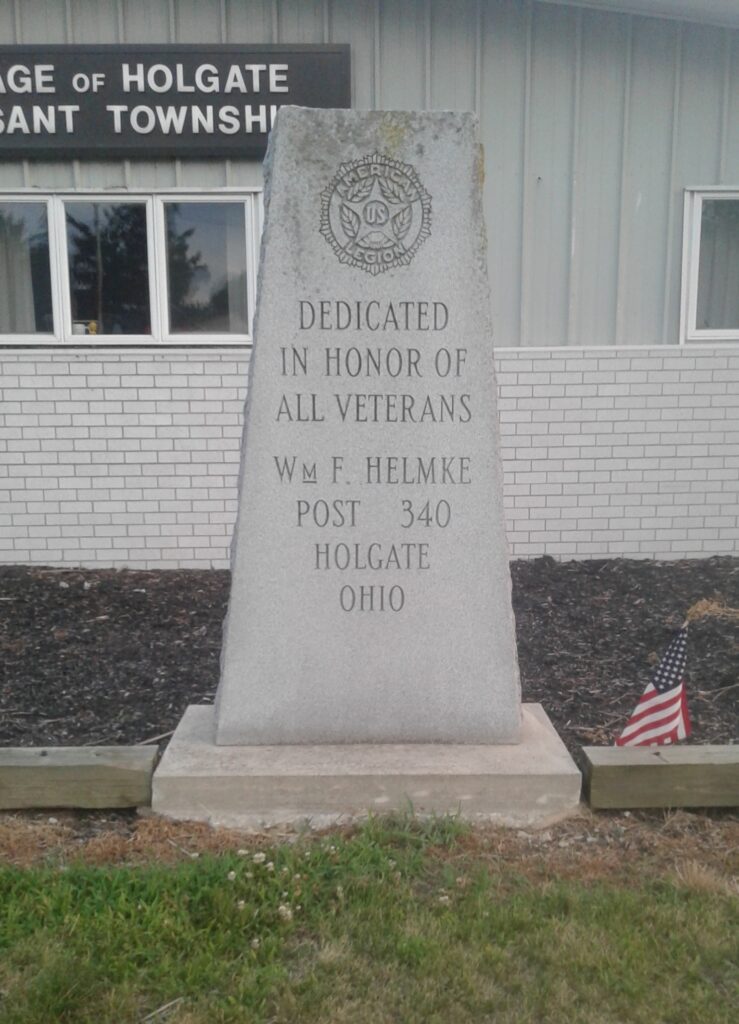 AGE OF HOLGATE
SANT TOWNSHI
AMERICAN
US
LEGION
DEDICATED
IN HONOR OF
ALL VETERANS
WM F. HELMKE
POST 340
HOLGATE
OHIO